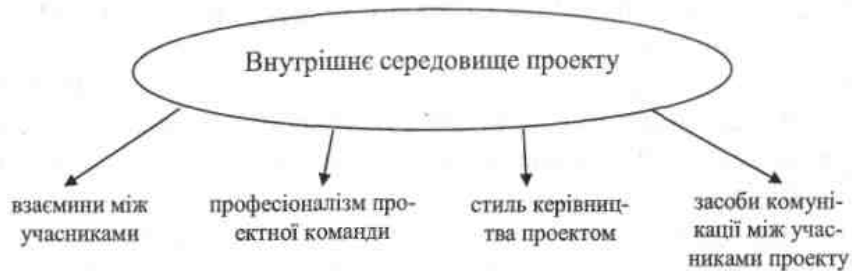 Внутрішнє середовище проекту
взаємини між
учасниками
професіоналізм про-
ектної команди
стиль керівниц-
тва проектом
засоби комуні-
кації між учас-
никами проекту